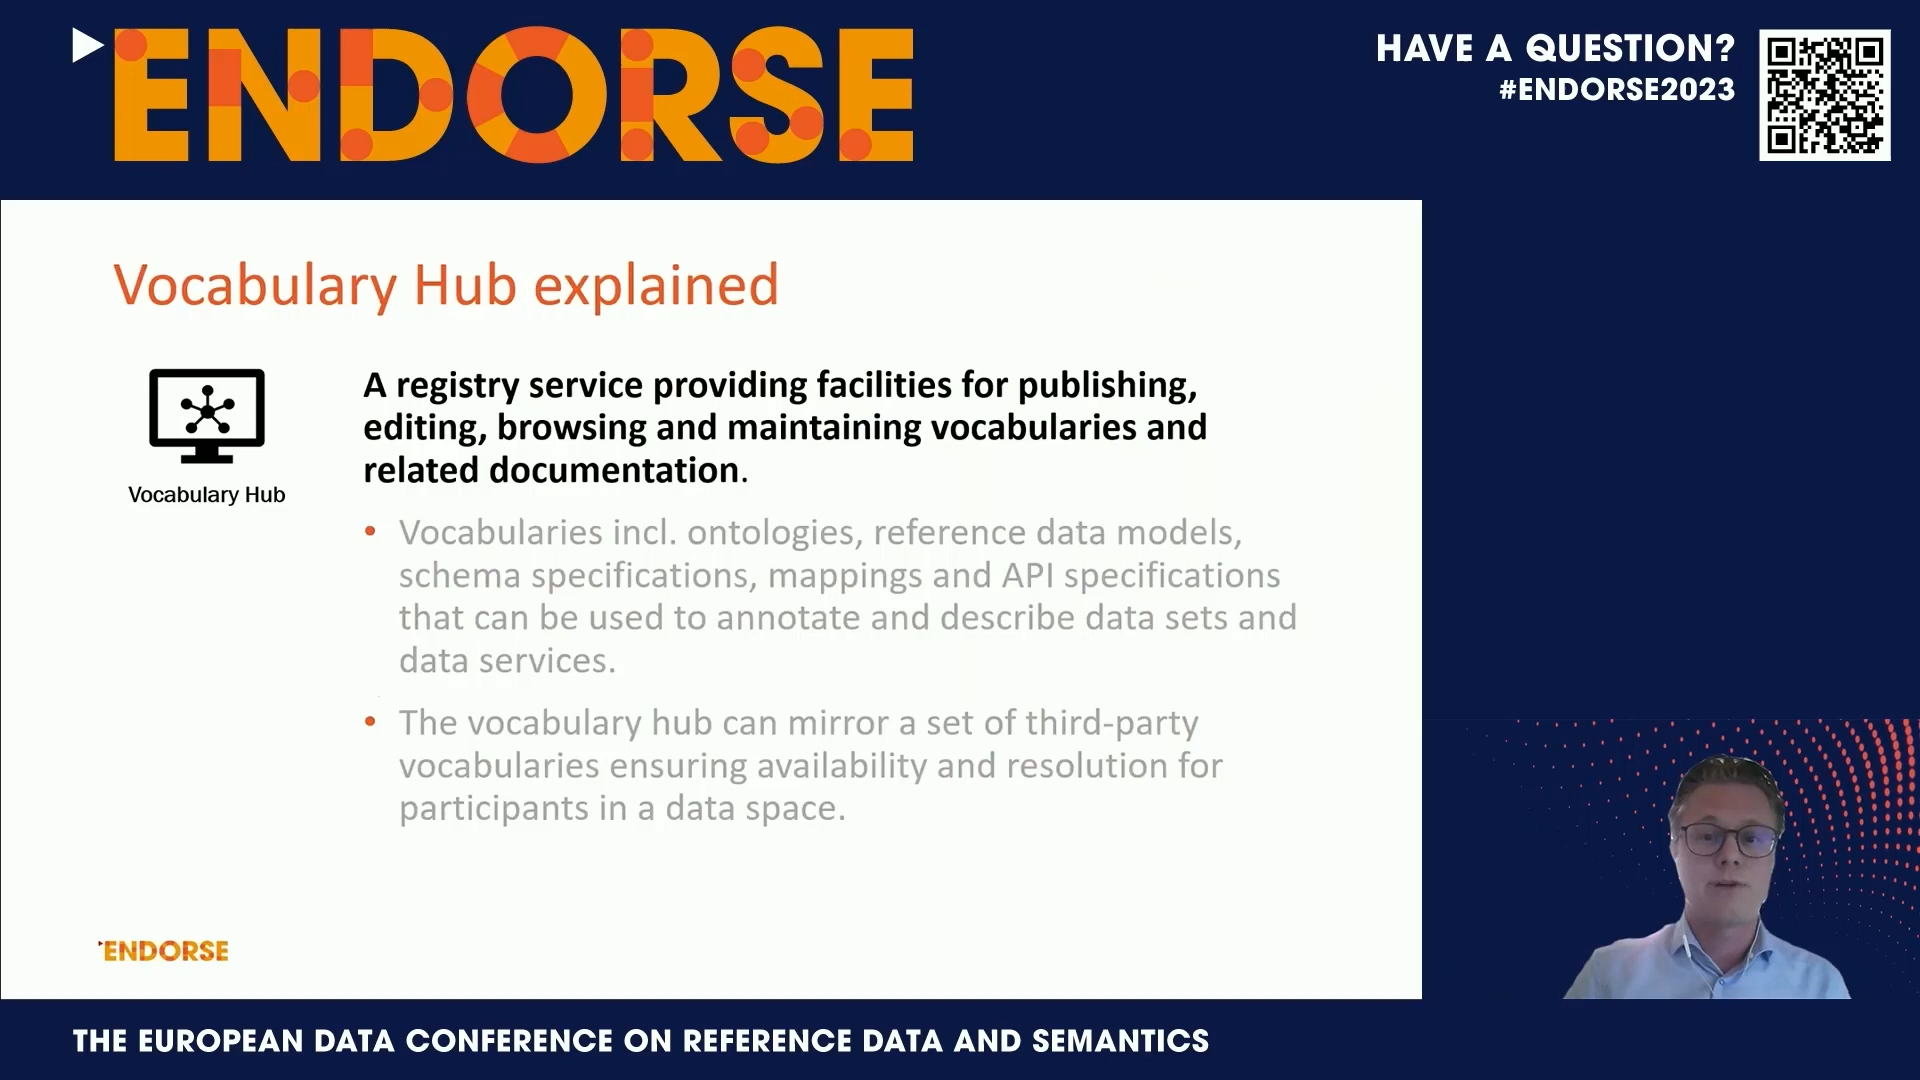 ENDORSE
HAVE A QUESTION?
#ENDORSE2023
Vocabulary Hub explained
Vocabulary Hub
A registry service providing facilities for publishing,
editing, browsing and maintaining vocabularies and
related documentation.
• Vocabularies incl. ontologies, reference data models,
schema specifications, mappings and API specifications
that can be used to annotate and describe data sets and
data services.
• The vocabulary hub can mirror a set of third-party
vocabularies ensuring availability and resolution for
participants in a data space.
ENDORSE
THE EUROPEAN DATA CONFERENCE ON REFERENCE DATA AND SEMANTICS